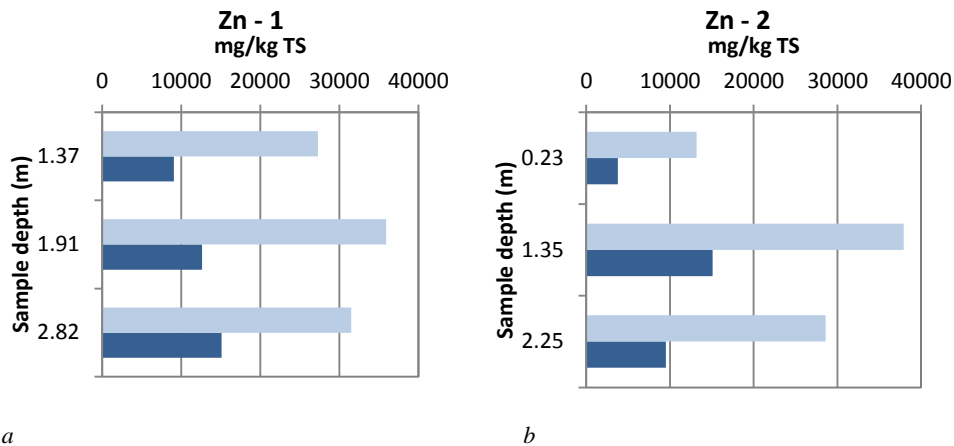 Zn - 1
mg/kg TS
0 10000 20000 30000 40000
Sample depth (m)
1.37
1.91
2.82
a
Zn - 2
mg/kg TS
0 10000 20000 30000 40000
Sample depth (m)
0.23
1.35
2.25
b